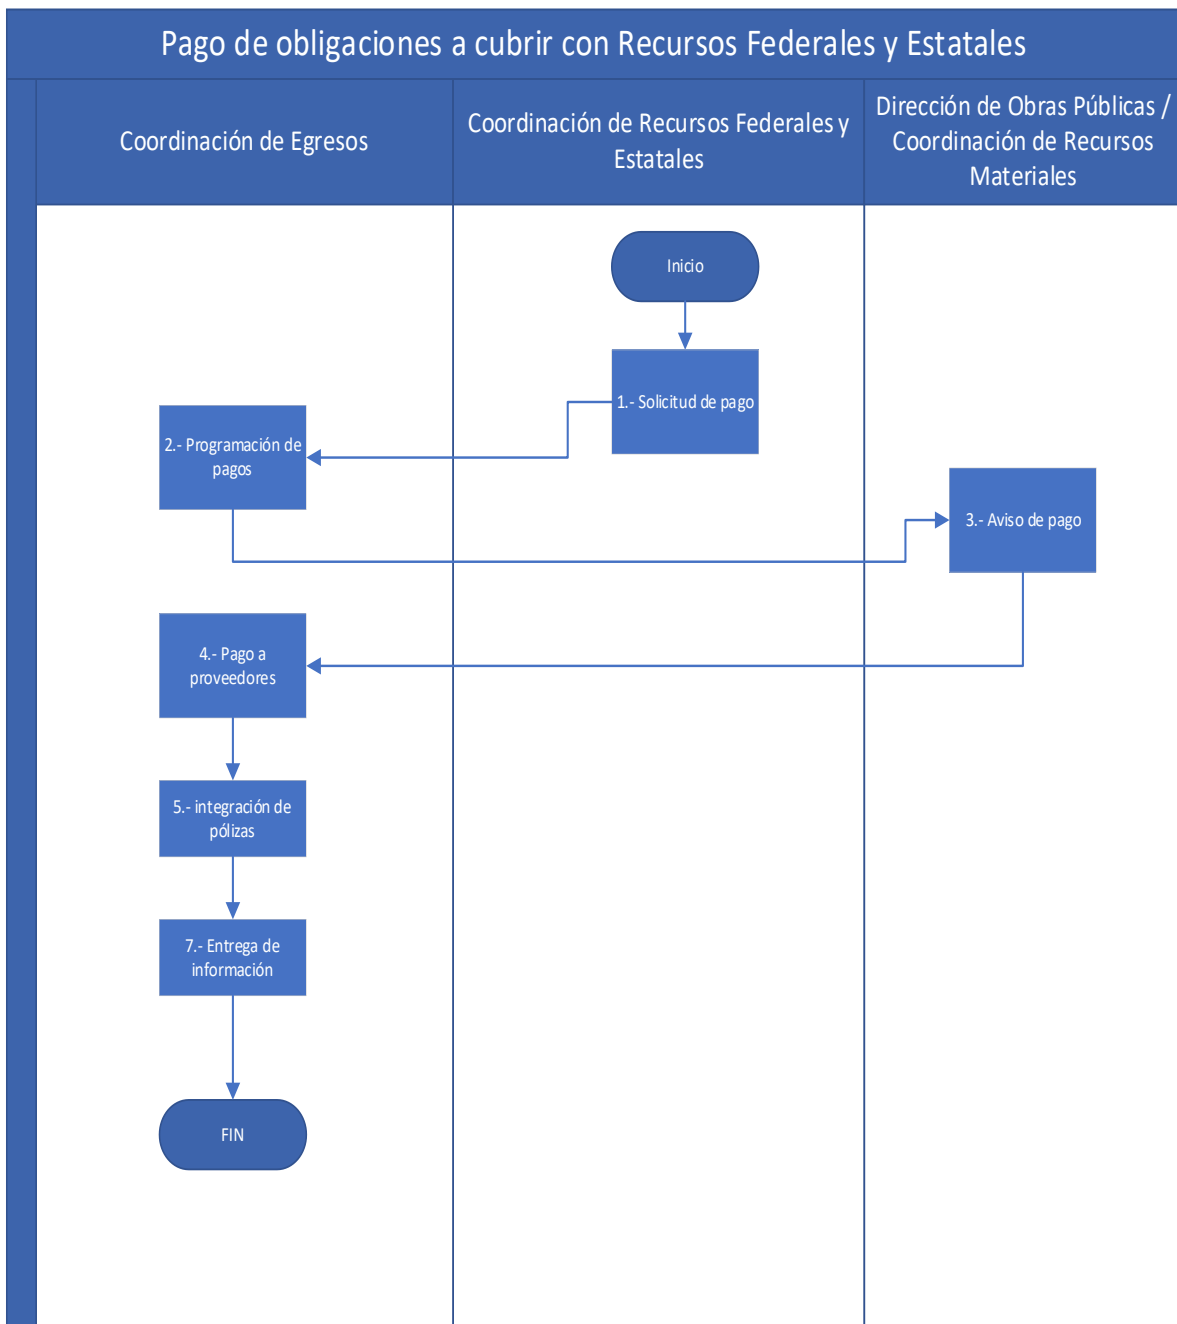 Pago de obligaciones a cubrir con Recursos Federales y Estatales
Coordinación de Egresos
Coordinación de Recursos Federales y
Estatales
Dirección de Obras Públicas /
Coordinación de Recursos
Materiales
Inicio
1.- Solicitud de pago
2.- Programación de
pagos
3.- Aviso de pago
4.- Pago a
proveedores
5.- integración de
pólizas
7.- Entrega de
información
FIN